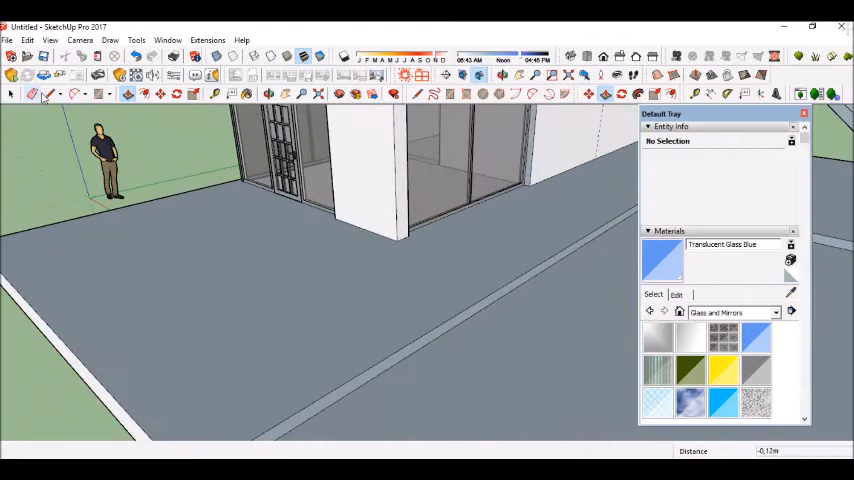 Untitled - SketchUp Pro 2017
File Edit View Camera Draw Tools Window Extensions Help
J F M A M J J A S O N D
06:43 AM Noon 04:45 PM
Default Tray
Entity Info
No Selection
Materials
Translucent Glass Blue
Select Edit
Glass and Mirrors
Distance -0,12m